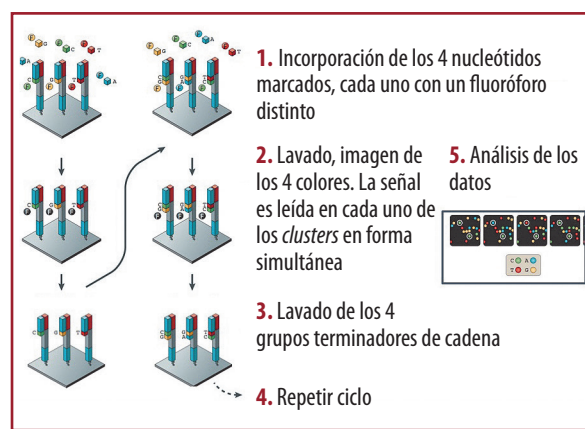 1. Incorporación de los 4 nucleótidos
marcados, cada uno con un fluoróforo
distinto
2. Lavado, imagen de
los 4 colores. La señal
es leída en cada uno de
los clusters en forma
simultánea
5. Análisis de los
datos
C A
T G
3. Lavado de los 4
grupos terminadores de cadena
4. Repetir ciclo